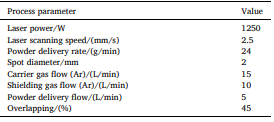 Process parameter Value
Laser power/W 1250
Laser scanning speed/(mm/s) 2.5
Powder delivery rate/(g/min) 24
Spot diameter/mm 2
Carrier gas flow (Ar)/(L/min) 15
Shielding gas flow (Ar)/(L/min) 10
Powder delivery flow/(L/min) 5
Overlapping/(%) 45